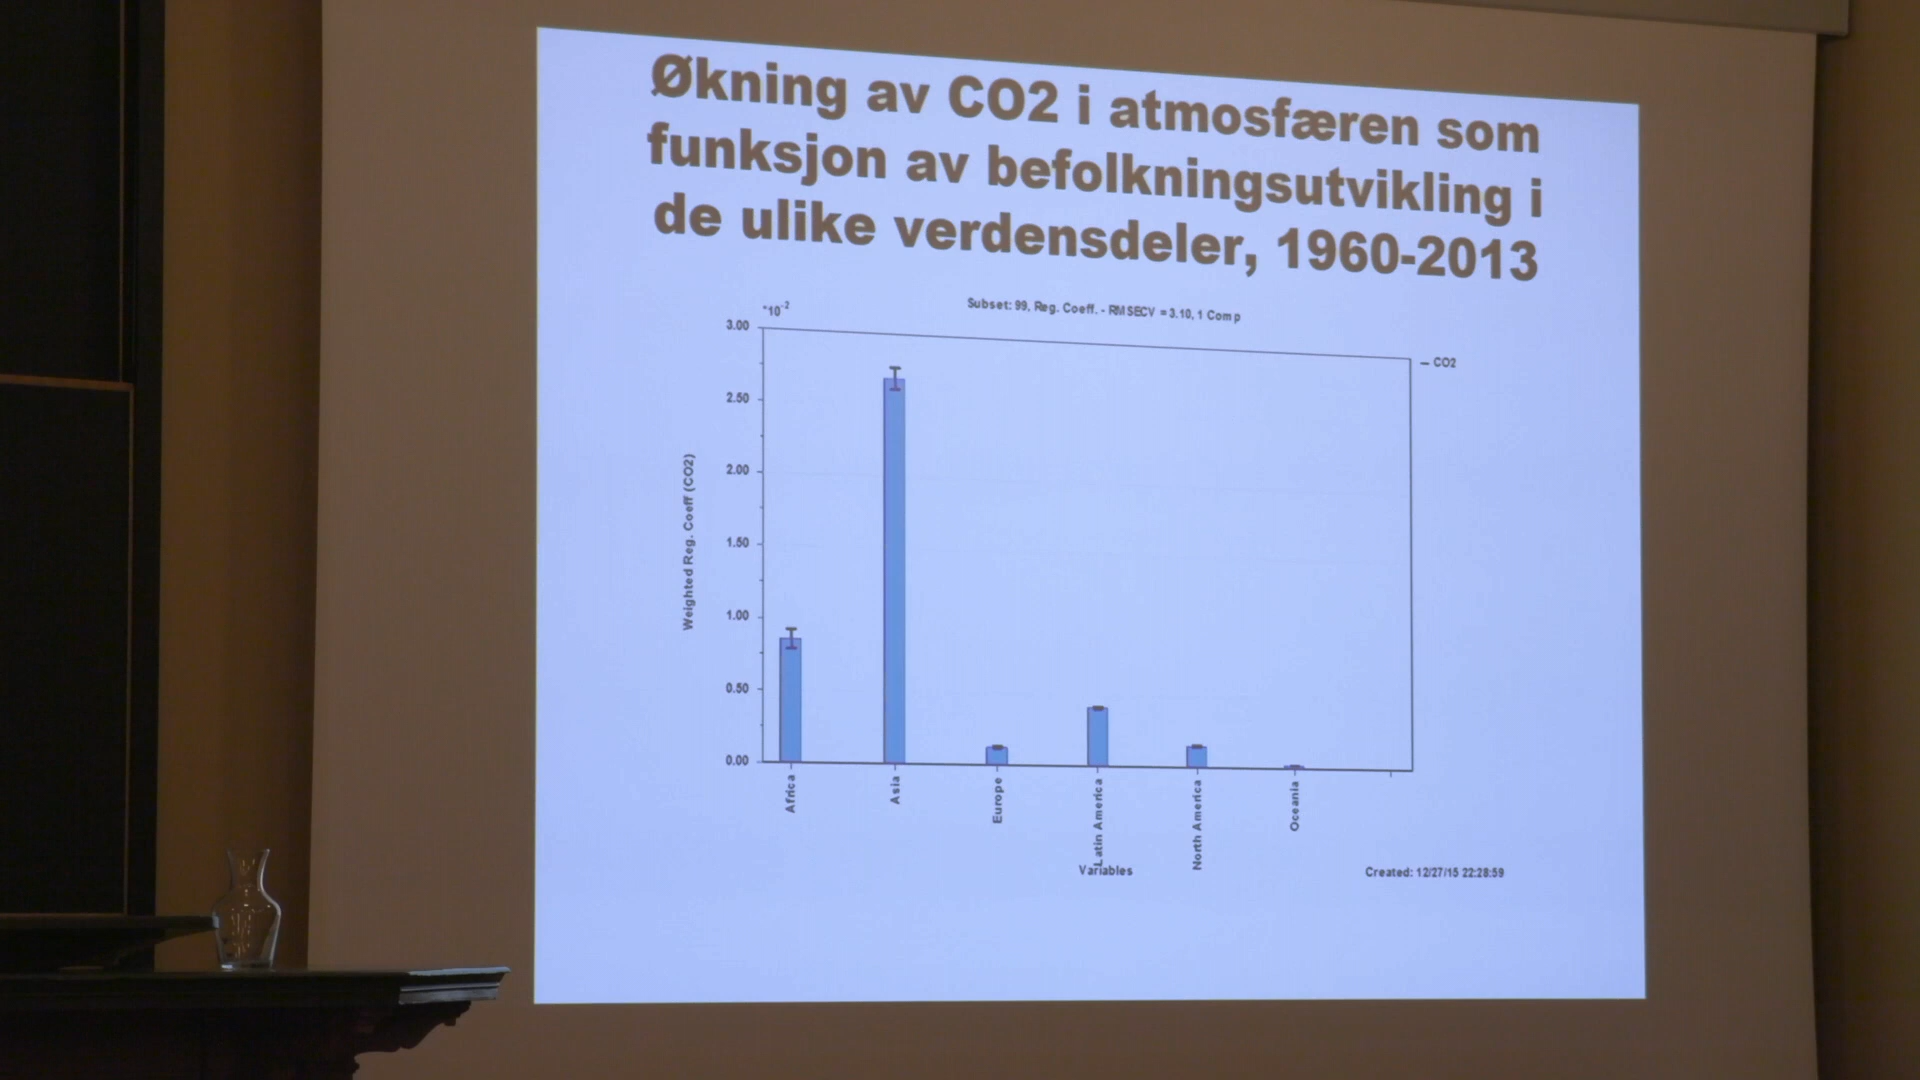 Økning av CO2 i atmosfæren som
funksjon av befolkningsutvikling i
de ulike verdensdeler, 1960-2013
*10-2
Subset: 99, Reg. Coeff. - RMSECV = 3.10, 1 Comp
CO2
Weighted Reg. Coeff (CO2)
3.00
2.50
2.00
1.50
1.00
0.50
0.00
Africa
Asia
Europe
Latin America
North America
Oceania
Variables
Created: 12/27/15 22:28:59